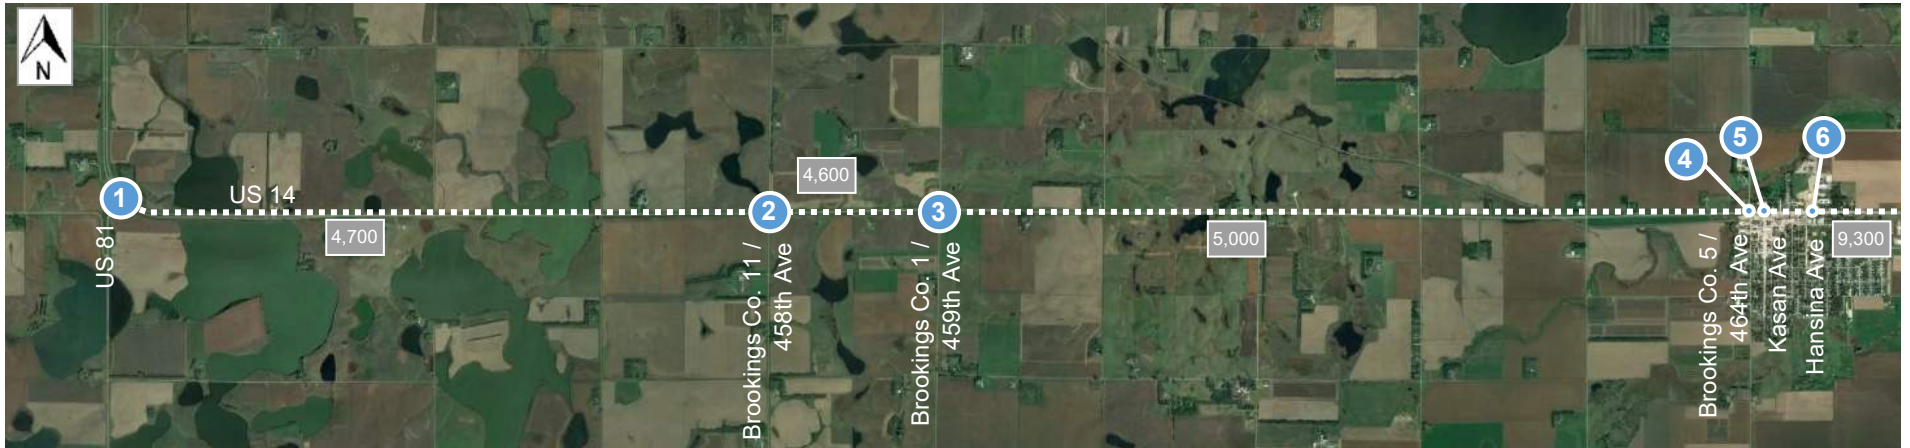 N
1
US 14
US 81
4,700
2
4,600
Brookings Co. 11 /
458th Ave
3
Brookings Co. 1 /
459th Ave
5,000
4
5
6
Brookings Co. 5 /
464th Ave
Kasan Ave
Hansina Ave
9,300